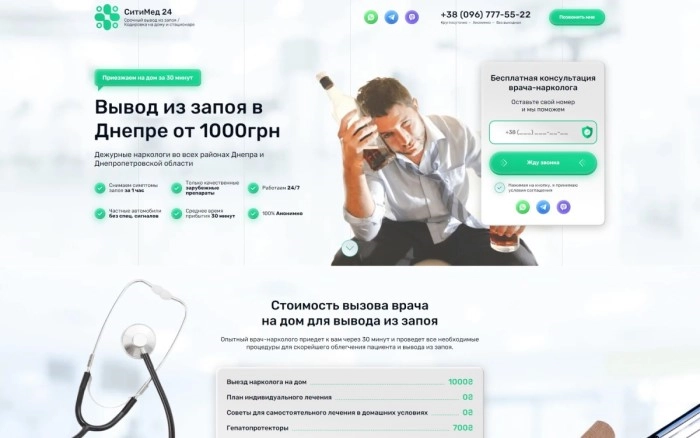 СитиМед 24
Срочный вывод из запоя /
Кодировка на дому и стационаре
+38 (096) 777-55-22
Круглосуточно · Анонимно · Без выходных
Позвонить нам
Приезжаем на дом за 30 минут
Вывод из запоя в
Днепре от 1000грн
Дежурные наркологи во всех районах Днепра и
Днепропетровской области
Снимаем симптомы
запоя за 1 час
Только качественные
зарубежные
препараты
Работаем 24/7
Частные автомобили
без спец. сигналов
Среднее время
прибытия 30 минут
100% Анонимно
Бесплатная консультация
врача-нарколога
Оставьте свой номер
и мы поможем
+38 (___) ___-__-__
Жду звонка
Нажимая на кнопку, я принимаю
условия соглашения
Стоимость вызова врача
на дом для вывода из запоя
Опытный врач-нарколог приедет к вам через 30 минут и проведет все необходимые
процедуры для скорейшего облегчения пациента и вывода из запоя.
Выезд нарколога на дом 1000₴
План индивидуального лечения 0₴
Советы для самостоятельного лечения в домашних условиях 0₴
Гепатопротекторы 700₴